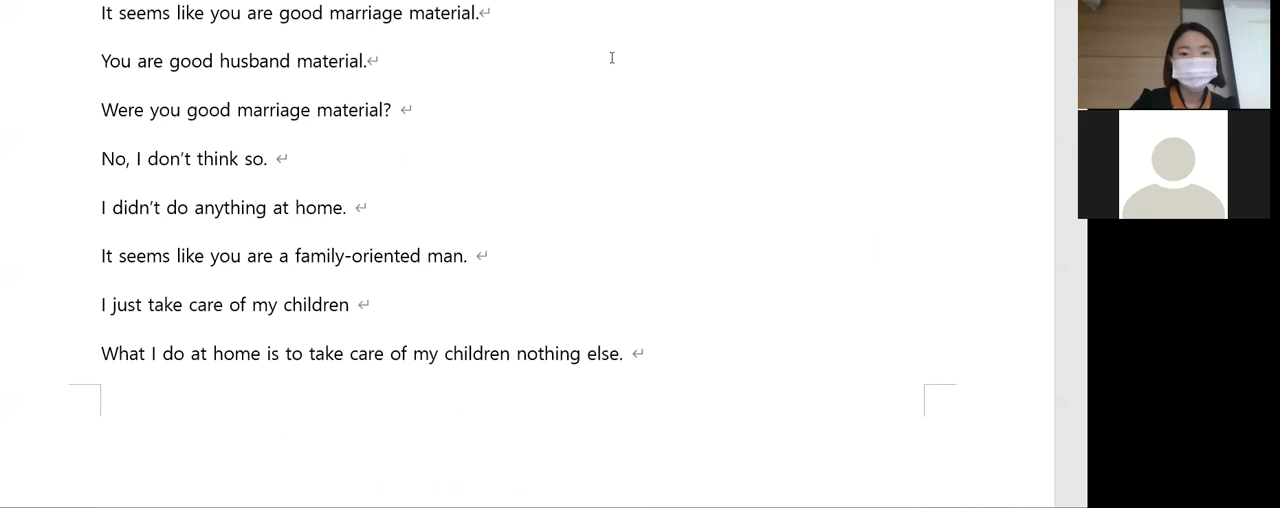 It seems like you are good marriage material.
You are good husband material.
Were you good marriage material?
No, I don't think so.
I didn't do anything at home.
It seems like you are a family-oriented man.
I just take care of my children
What I do at home is to take care of my children nothing else.